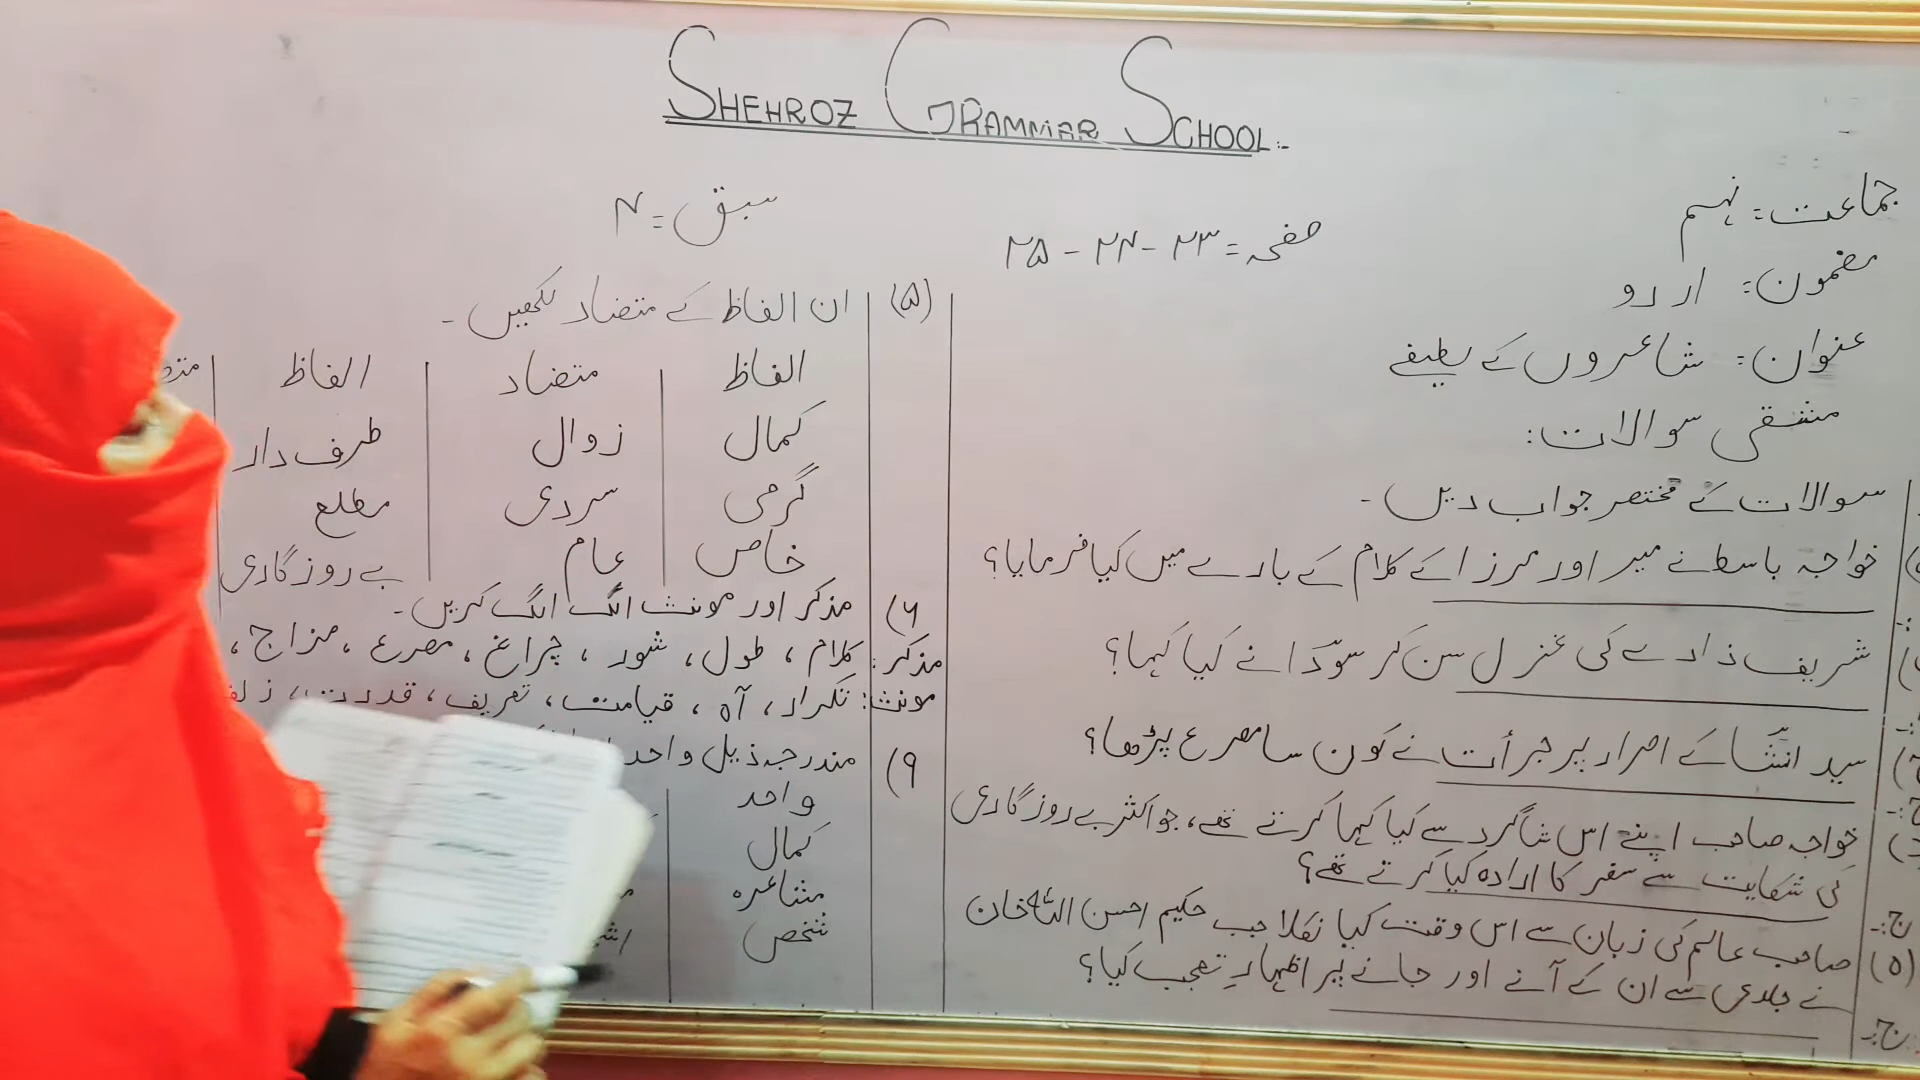 SHEHROZ GRAMMAR SCHOOL:-
جماعت: نہم
صفحہ = ۲۳ - ۲۴ - ۲۵
سبق = ۴
مضمون: اردو
عنوان: شاعروں کے لطیفے
مشقی سوالات:
سوالات کے مختصر جواب دیں۔
خواجہ باسط نے میر اور مرزا کے کلام کے بارے میں کیا فرمایا؟
شریف زادے کی غزل سن کر سوؔدا نے کیا کہا؟
سید انشؔا کے اصرار پر جرأت نے کون سا مصرع پڑھا؟
خواجہ صاحب اپنے اس شاگرد سے کیا کہا کرتے تھے، جو اکثر بے روزگاری
کی شکایت سے سفر کا ارادہ کیا کرتے تھے؟
ج:-
(۵) صاحب عالم کی زبان سے اس وقت کیا نکلا جب حکیم احسن اللہ خان
نے جلدی سے ان کے آنے اور جانے پر اظہارِ تعجب کیا؟
ج:-
(۵) ان الفاظ کے متضاد لکھیں۔
الفاظ متضاد الفاظ
کمال زوال طرف دار
گرمی سردی مطلع
خاص عام بے روزگاری
۶) مذکر اور مونث الگ الگ کریں۔
مذکر: کلام، طول، شور، چراغ، مصرع، مزاج،
مونث: تکرار، آہ، قیامت، تعریف، قدرت،
۹) مندرجہ ذیل واحد
واحد
کمال
مشاعرہ
شخص